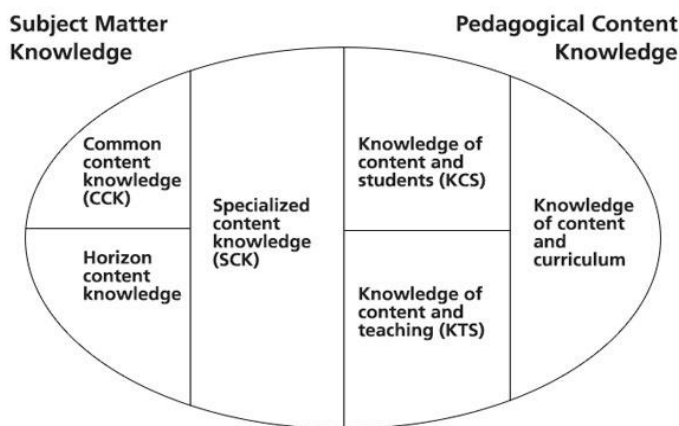 Subject Matter
Knowledge
Pedagogical Content
Knowledge
Common
content
knowledge
(CCK)
Horizon
content
knowledge
Specialized
content
knowledge
(SCK)
Knowledge of
content and
students (KCS)
Knowledge of
content and
teaching (KTS)
Knowledge
of content
and
curriculum